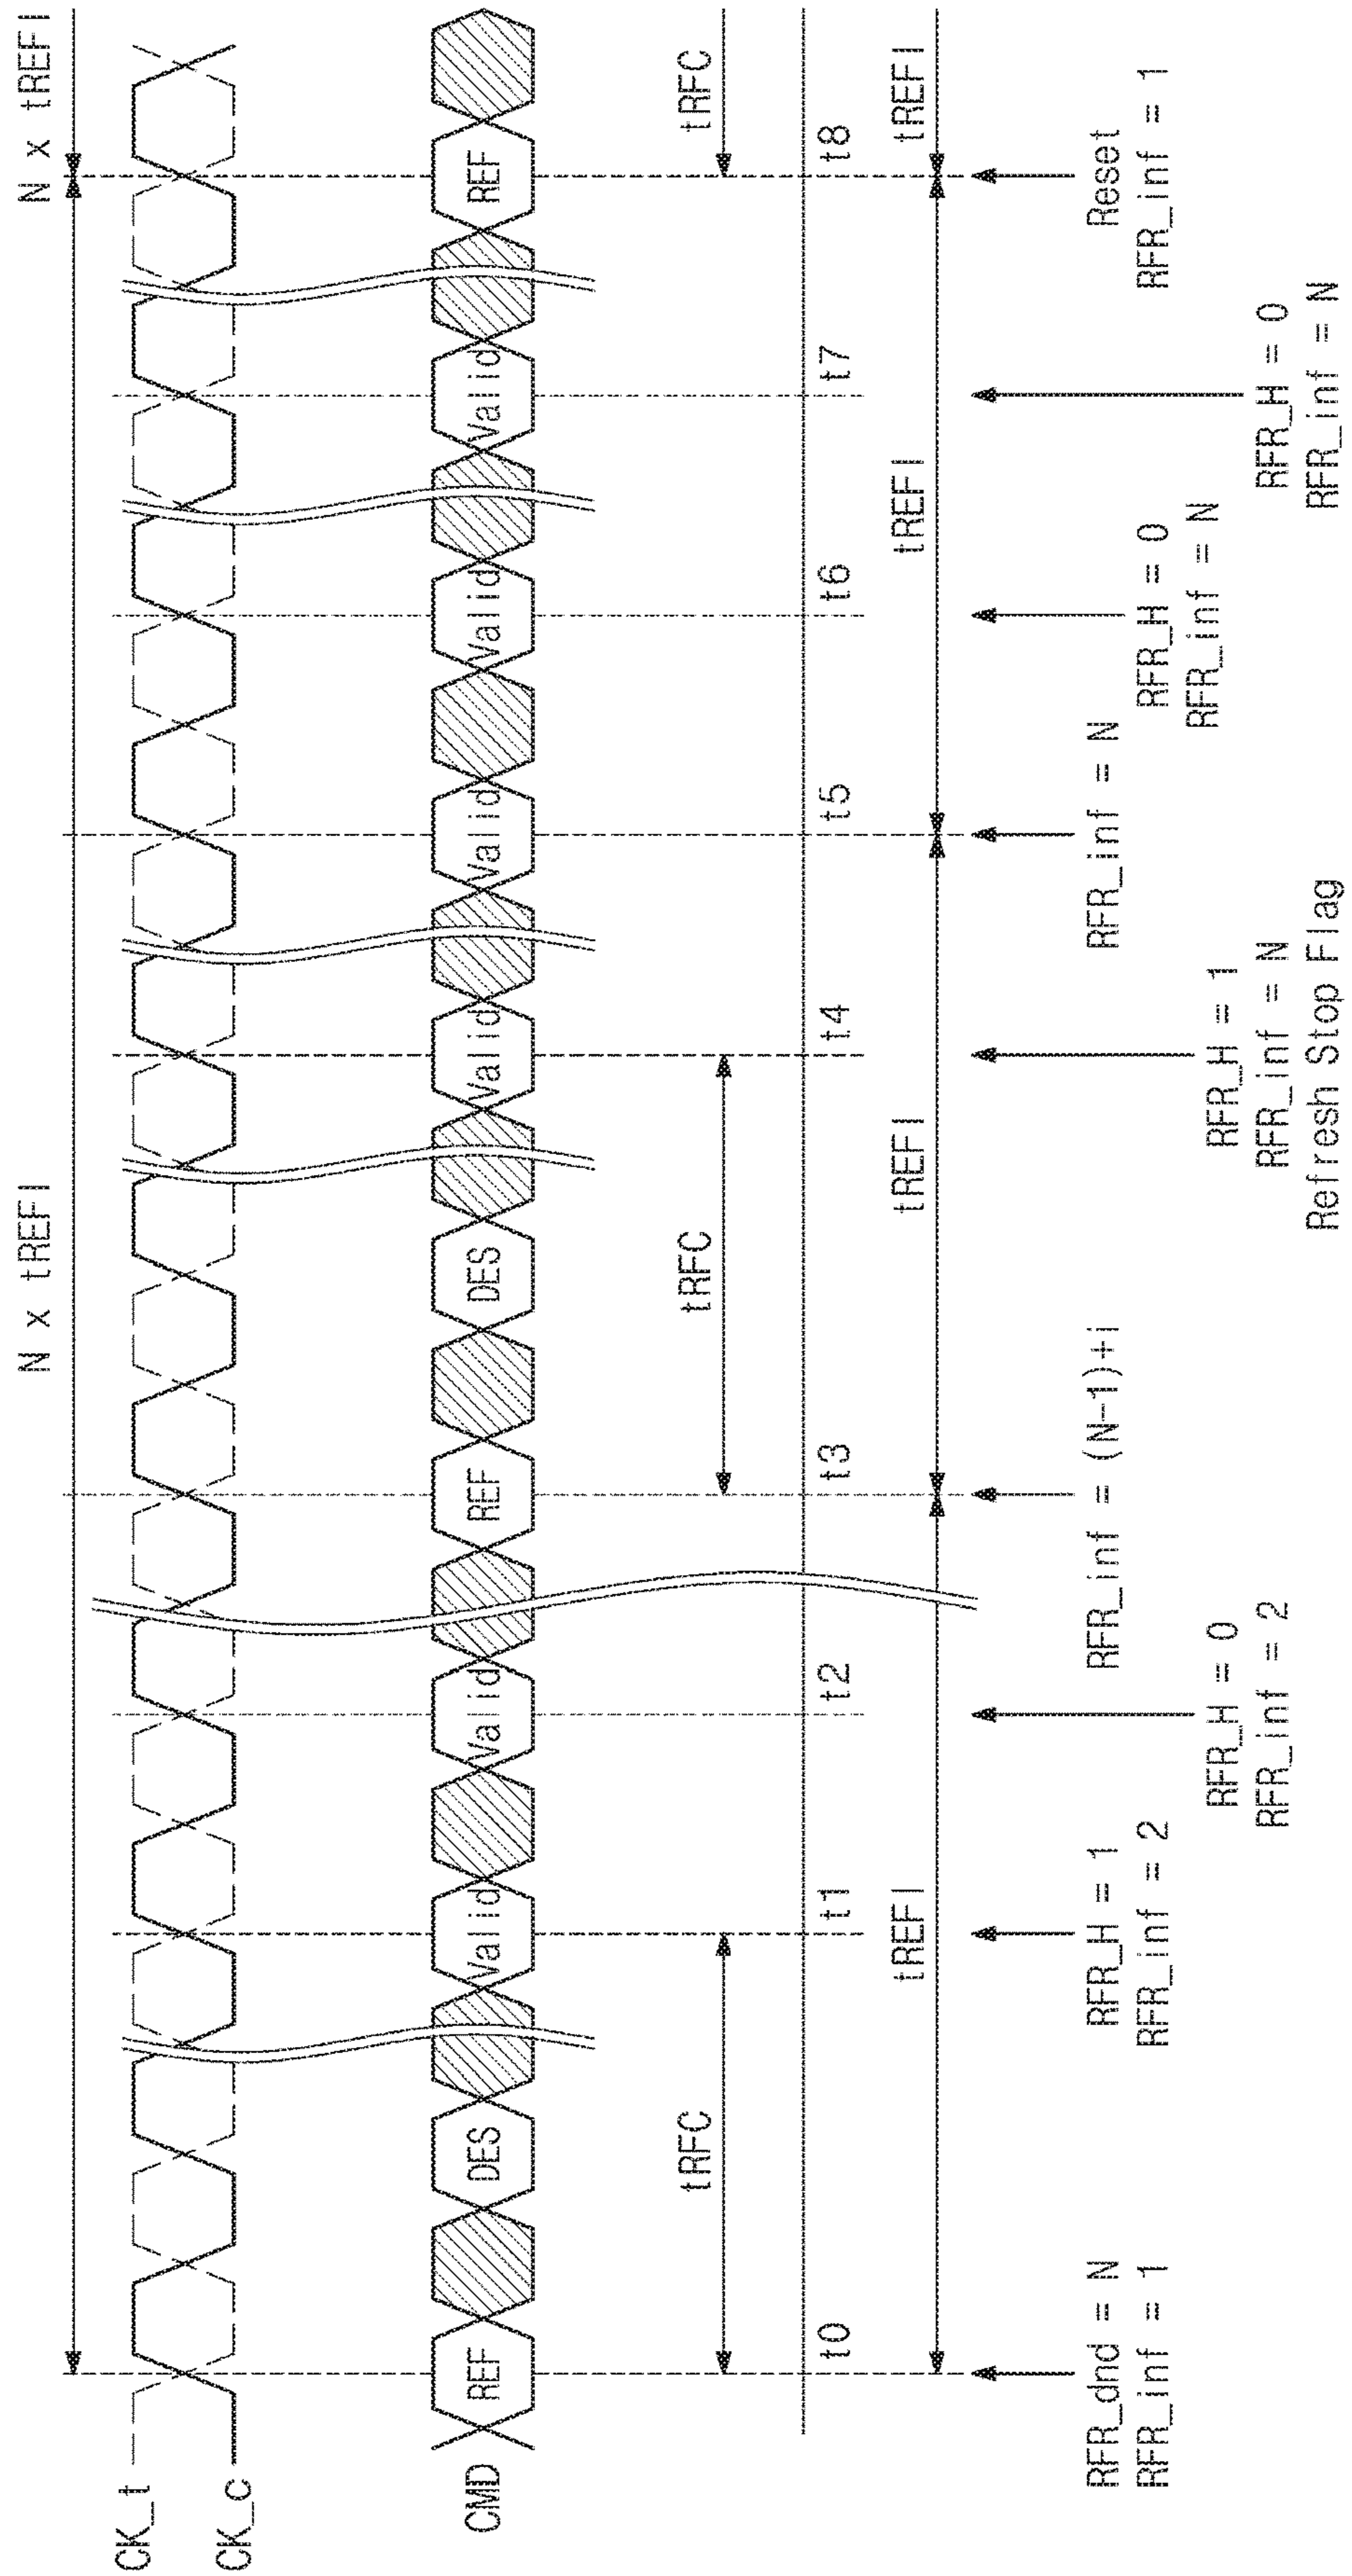 N x tREFI
N x tREFI
CK_t
CK_c
CMD
REF
DES
Valid
Valid
REF
DES
Valid
Valid
Valid
Valid
REF
tRFC
tRFC
tRFC
t0
t1
t2
t3
t4
t5
t6
t7
t8
tREFI
tREFI
tREFI
tREFI
RFR_dnd = N
RFR_inf = 1
RFR_H = 1
RFR_inf = 2
RFR_H = 0
RFR_inf = 2
RFR_inf = (N-1)+i
RFR_H = 1
RFR_inf = N
Refresh Stop Flag
RFR_inf = N
RFR_H = 0
RFR_inf = N
RFR_H = 0
RFR_inf = N
Reset
RFR_inf = 1